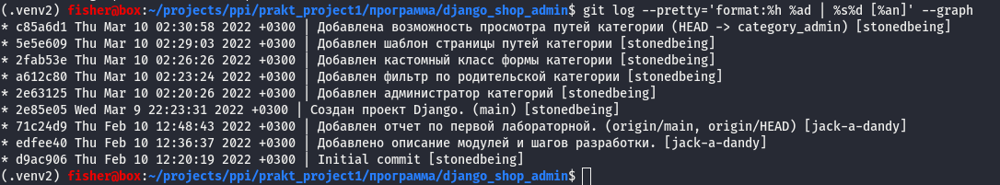 (.venv2) fisher@box:~/projects/ppi/prakt_project1/программа/django_shop_admin$ git log --pretty='format:%h %ad | %s%d [%an]' --graph
* c85a6d1 Thu Mar 10 02:30:58 2022 +0300 | Добавлена возможность просмотра путей категории (HEAD -> category_admin) [stonedbeing]
* 5e5e609 Thu Mar 10 02:29:03 2022 +0300 | Добавлен шаблон страницы путей категории [stonedbeing]
* 2fab53e Thu Mar 10 02:26:26 2022 +0300 | Добавлен кастомный класс формы категории [stonedbeing]
* a612c80 Thu Mar 10 02:23:24 2022 +0300 | Добавлен фильтр по родительской категории [stonedbeing]
* 2e63125 Thu Mar 10 02:20:26 2022 +0300 | Добавлен администратор категорий [stonedbeing]
* 2e85e05 Wed Mar 9 22:23:31 2022 +0300 | Создан проект Django. (main) [stonedbeing]
* 71c24d9 Thu Feb 10 12:48:43 2022 +0300 | Добавлен отчет по первой лабораторной. (origin/main, origin/HEAD) [jack-a-dandy]
* edfee40 Thu Feb 10 12:36:37 2022 +0300 | Добавлено описание модулей и шагов разработки. [jack-a-dandy]
* d9ac906 Thu Feb 10 12:20:19 2022 +0300 | Initial commit [stonedbeing]
(.venv2) fisher@box:~/projects/ppi/prakt_project1/программа/django_shop_admin$